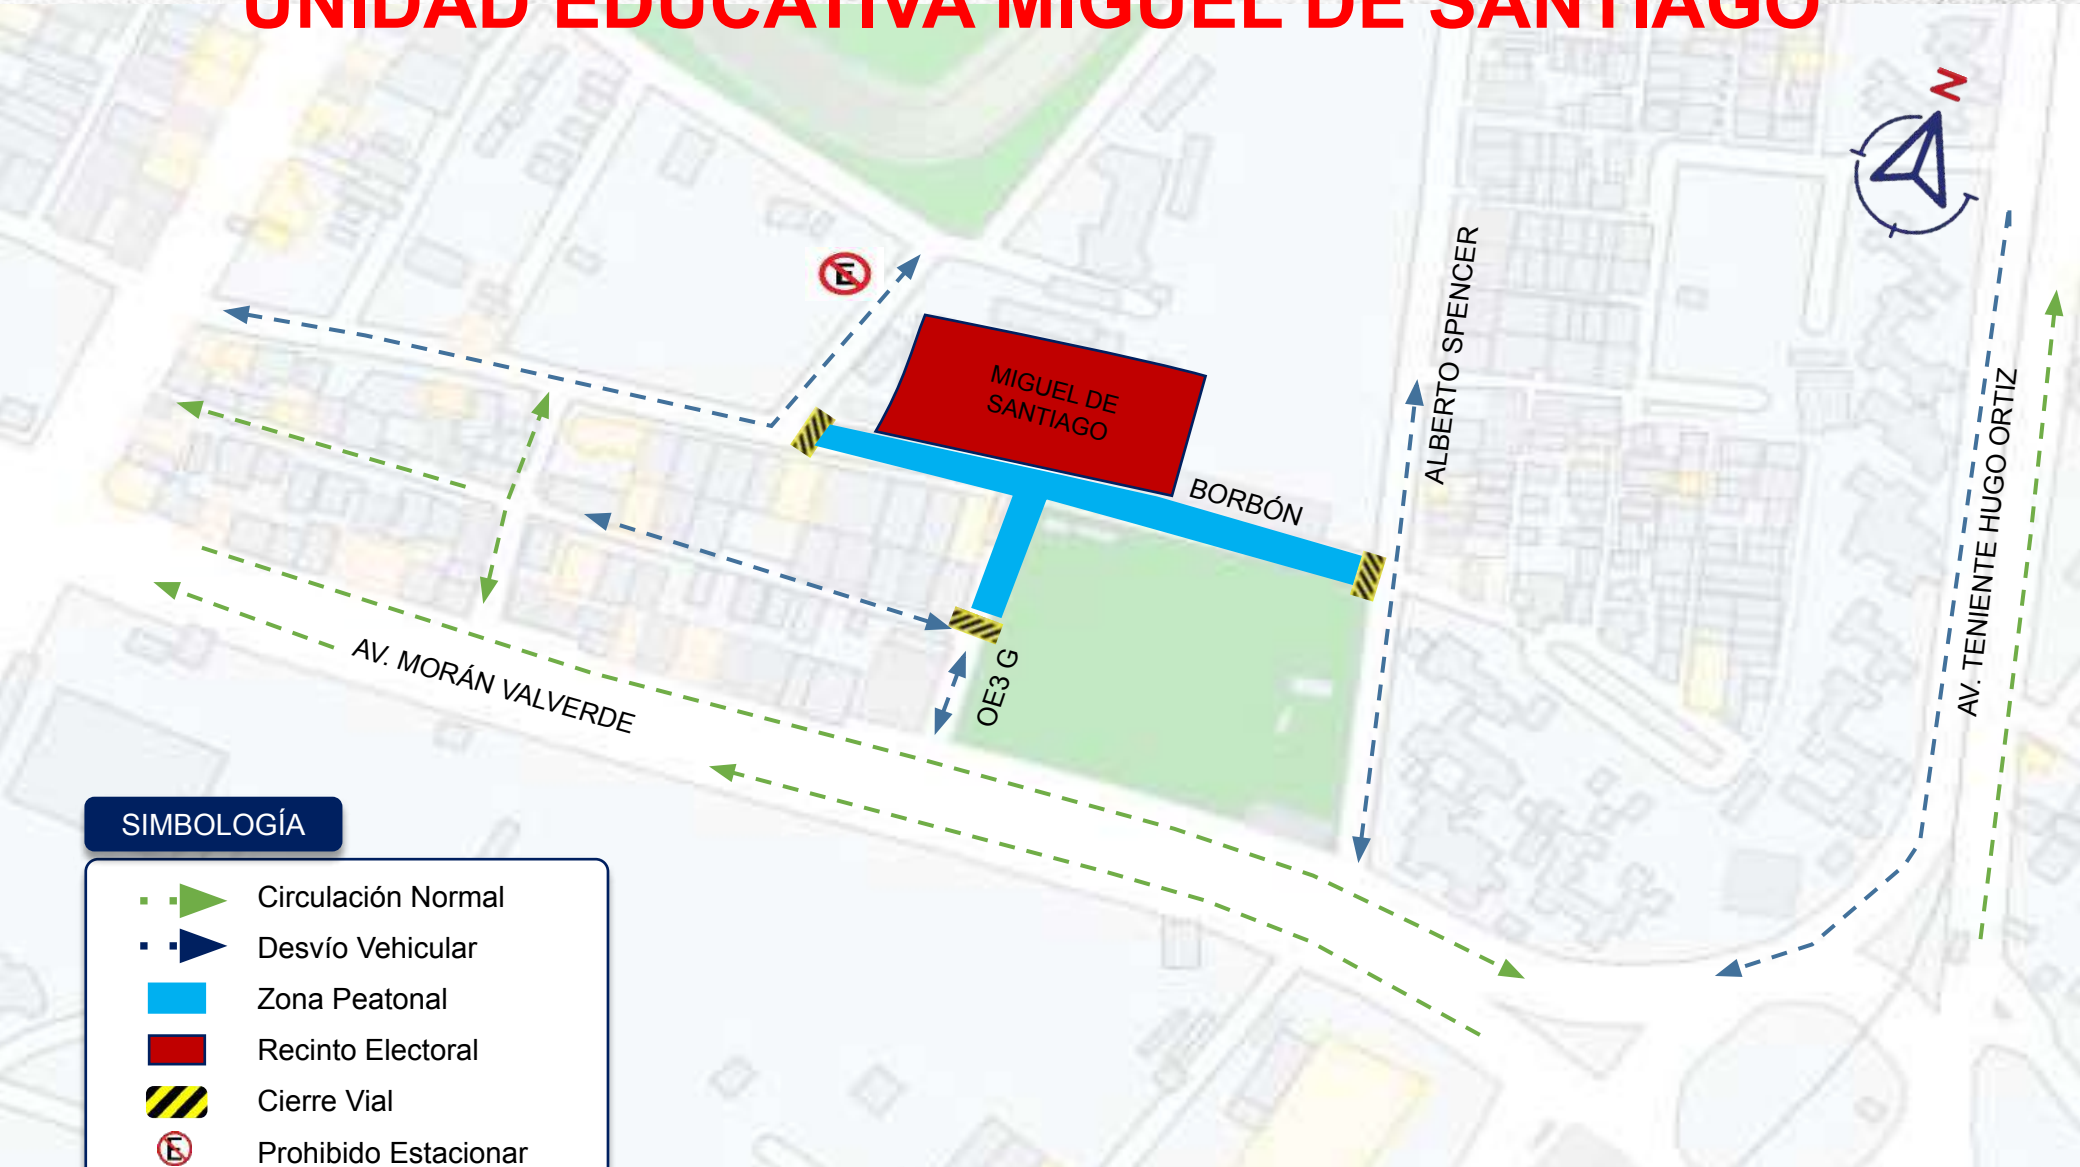 UNIDAD EDUCATIVA MIGUEL DE SANTIAGO
N
E
MIGUEL DE
SANTIAGO
BORBÓN
ALBERTO SPENCER
AV. TENIENTE HUGO ORTIZ
OE3 G
AV. MORÁN VALVERDE
SIMBOLOGÍA
Circulación Normal
Desvío Vehicular
Zona Peatonal
Recinto Electoral
Cierre Vial
E
Prohibido Estacionar